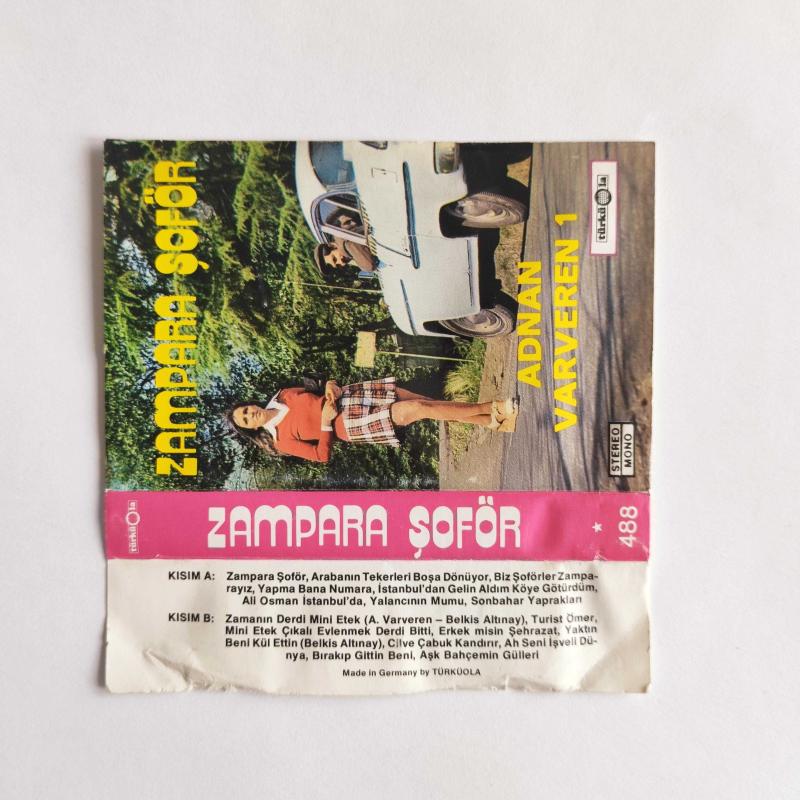 ZAMPARA ŞOFÖR
ADNAN
VARVEREN 1
türküola
STEREO
MONO
türküola
ZAMPARA ŞOFÖR
* 488
KISIM A: Zampara Şoför, Arabanın Tekerleri Boşa Dönüyor, Biz Şoförler Zampa-
rayız, Yapma Bana Numara, İstanbul'dan Gelin Aldım Köye Götürdüm,
Ali Osman İstanbul'da, Yalancının Mumu, Sonbahar Yaprakları
KISIM B: Zamanın Derdi Mini Etek (A. Varveren – Belkis Altınay), Turist Ömer,
Mini Etek Çıkalı Evlenmek Derdi Bitti, Erkek misin Şehrazat, Yaktın
Beni Kül Ettin (Belkis Altınay), Cilve Çabuk Kandırır, Ah Seni İşveli Dü-
nya, Bırakıp Gittin Beni, Aşk Bahçemin Gülleri
Made in Germany by TÜRKÜOLA